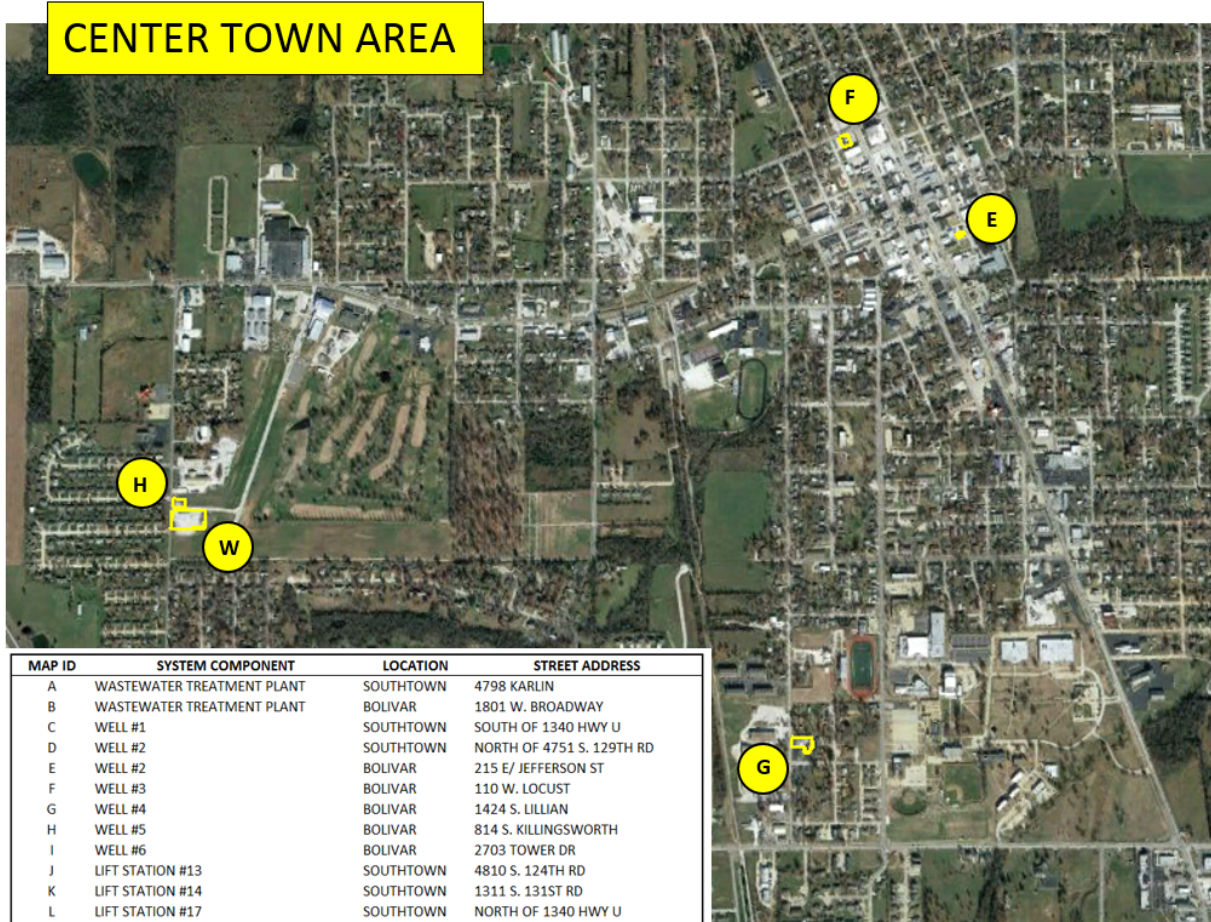 CENTER TOWN AREA
F
E
H
W
G
MAP ID SYSTEM COMPONENT LOCATION STREET ADDRESS
A WASTEWATER TREATMENT PLANT SOUTHTOWN 4798 KARLIN
B WASTEWATER TREATMENT PLANT BOLIVAR 1801 W. BROADWAY
C WELL #1 SOUTHTOWN SOUTH OF 1340 HWY U
D WELL #2 SOUTHTOWN NORTH OF 4751 S. 129TH RD
E WELL #2 BOLIVAR 215 E/ JEFFERSON ST
F WELL #3 BOLIVAR 110 W. LOCUST
G WELL #4 BOLIVAR 1424 S. LILLIAN
H WELL #5 BOLIVAR 814 S. KILLINGSWORTH
I WELL #6 BOLIVAR 2703 TOWER DR
J LIFT STATION #13 SOUTHTOWN 4810 S. 124TH RD
K LIFT STATION #14 SOUTHTOWN 1311 S. 131ST RD
L LIFT STATION #17 SOUTHTOWN NORTH OF 1340 HWY U